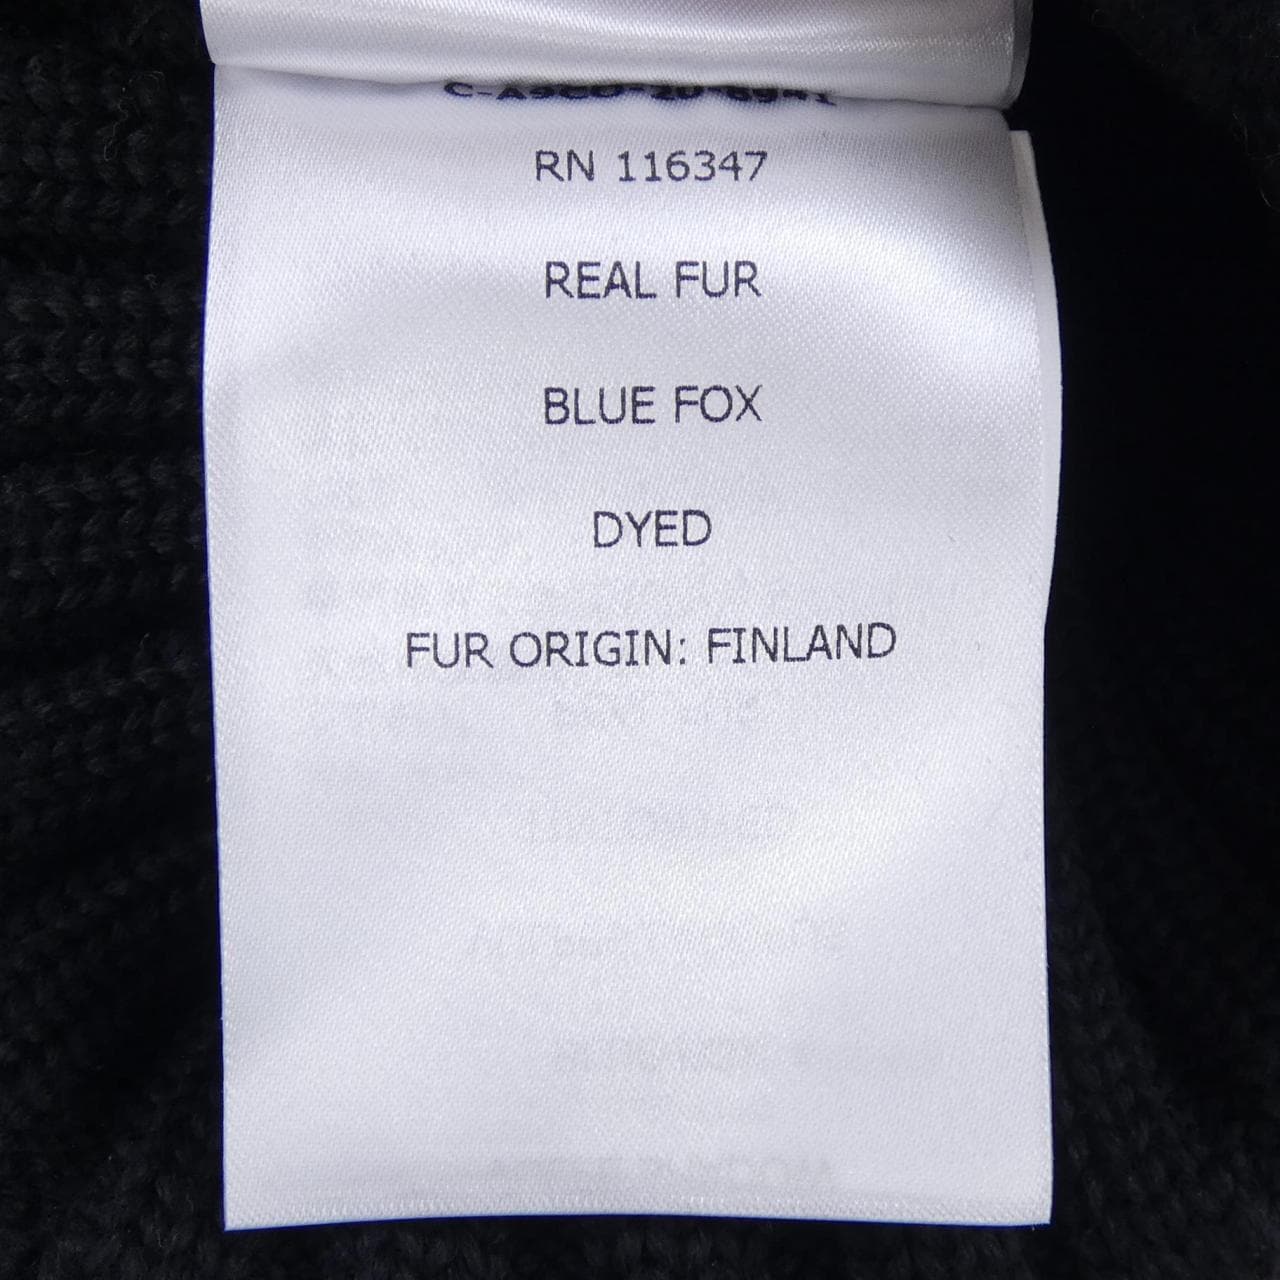 RN 116347
REAL FUR
BLUE FOX
DYED
FUR ORIGIN: FINLAND